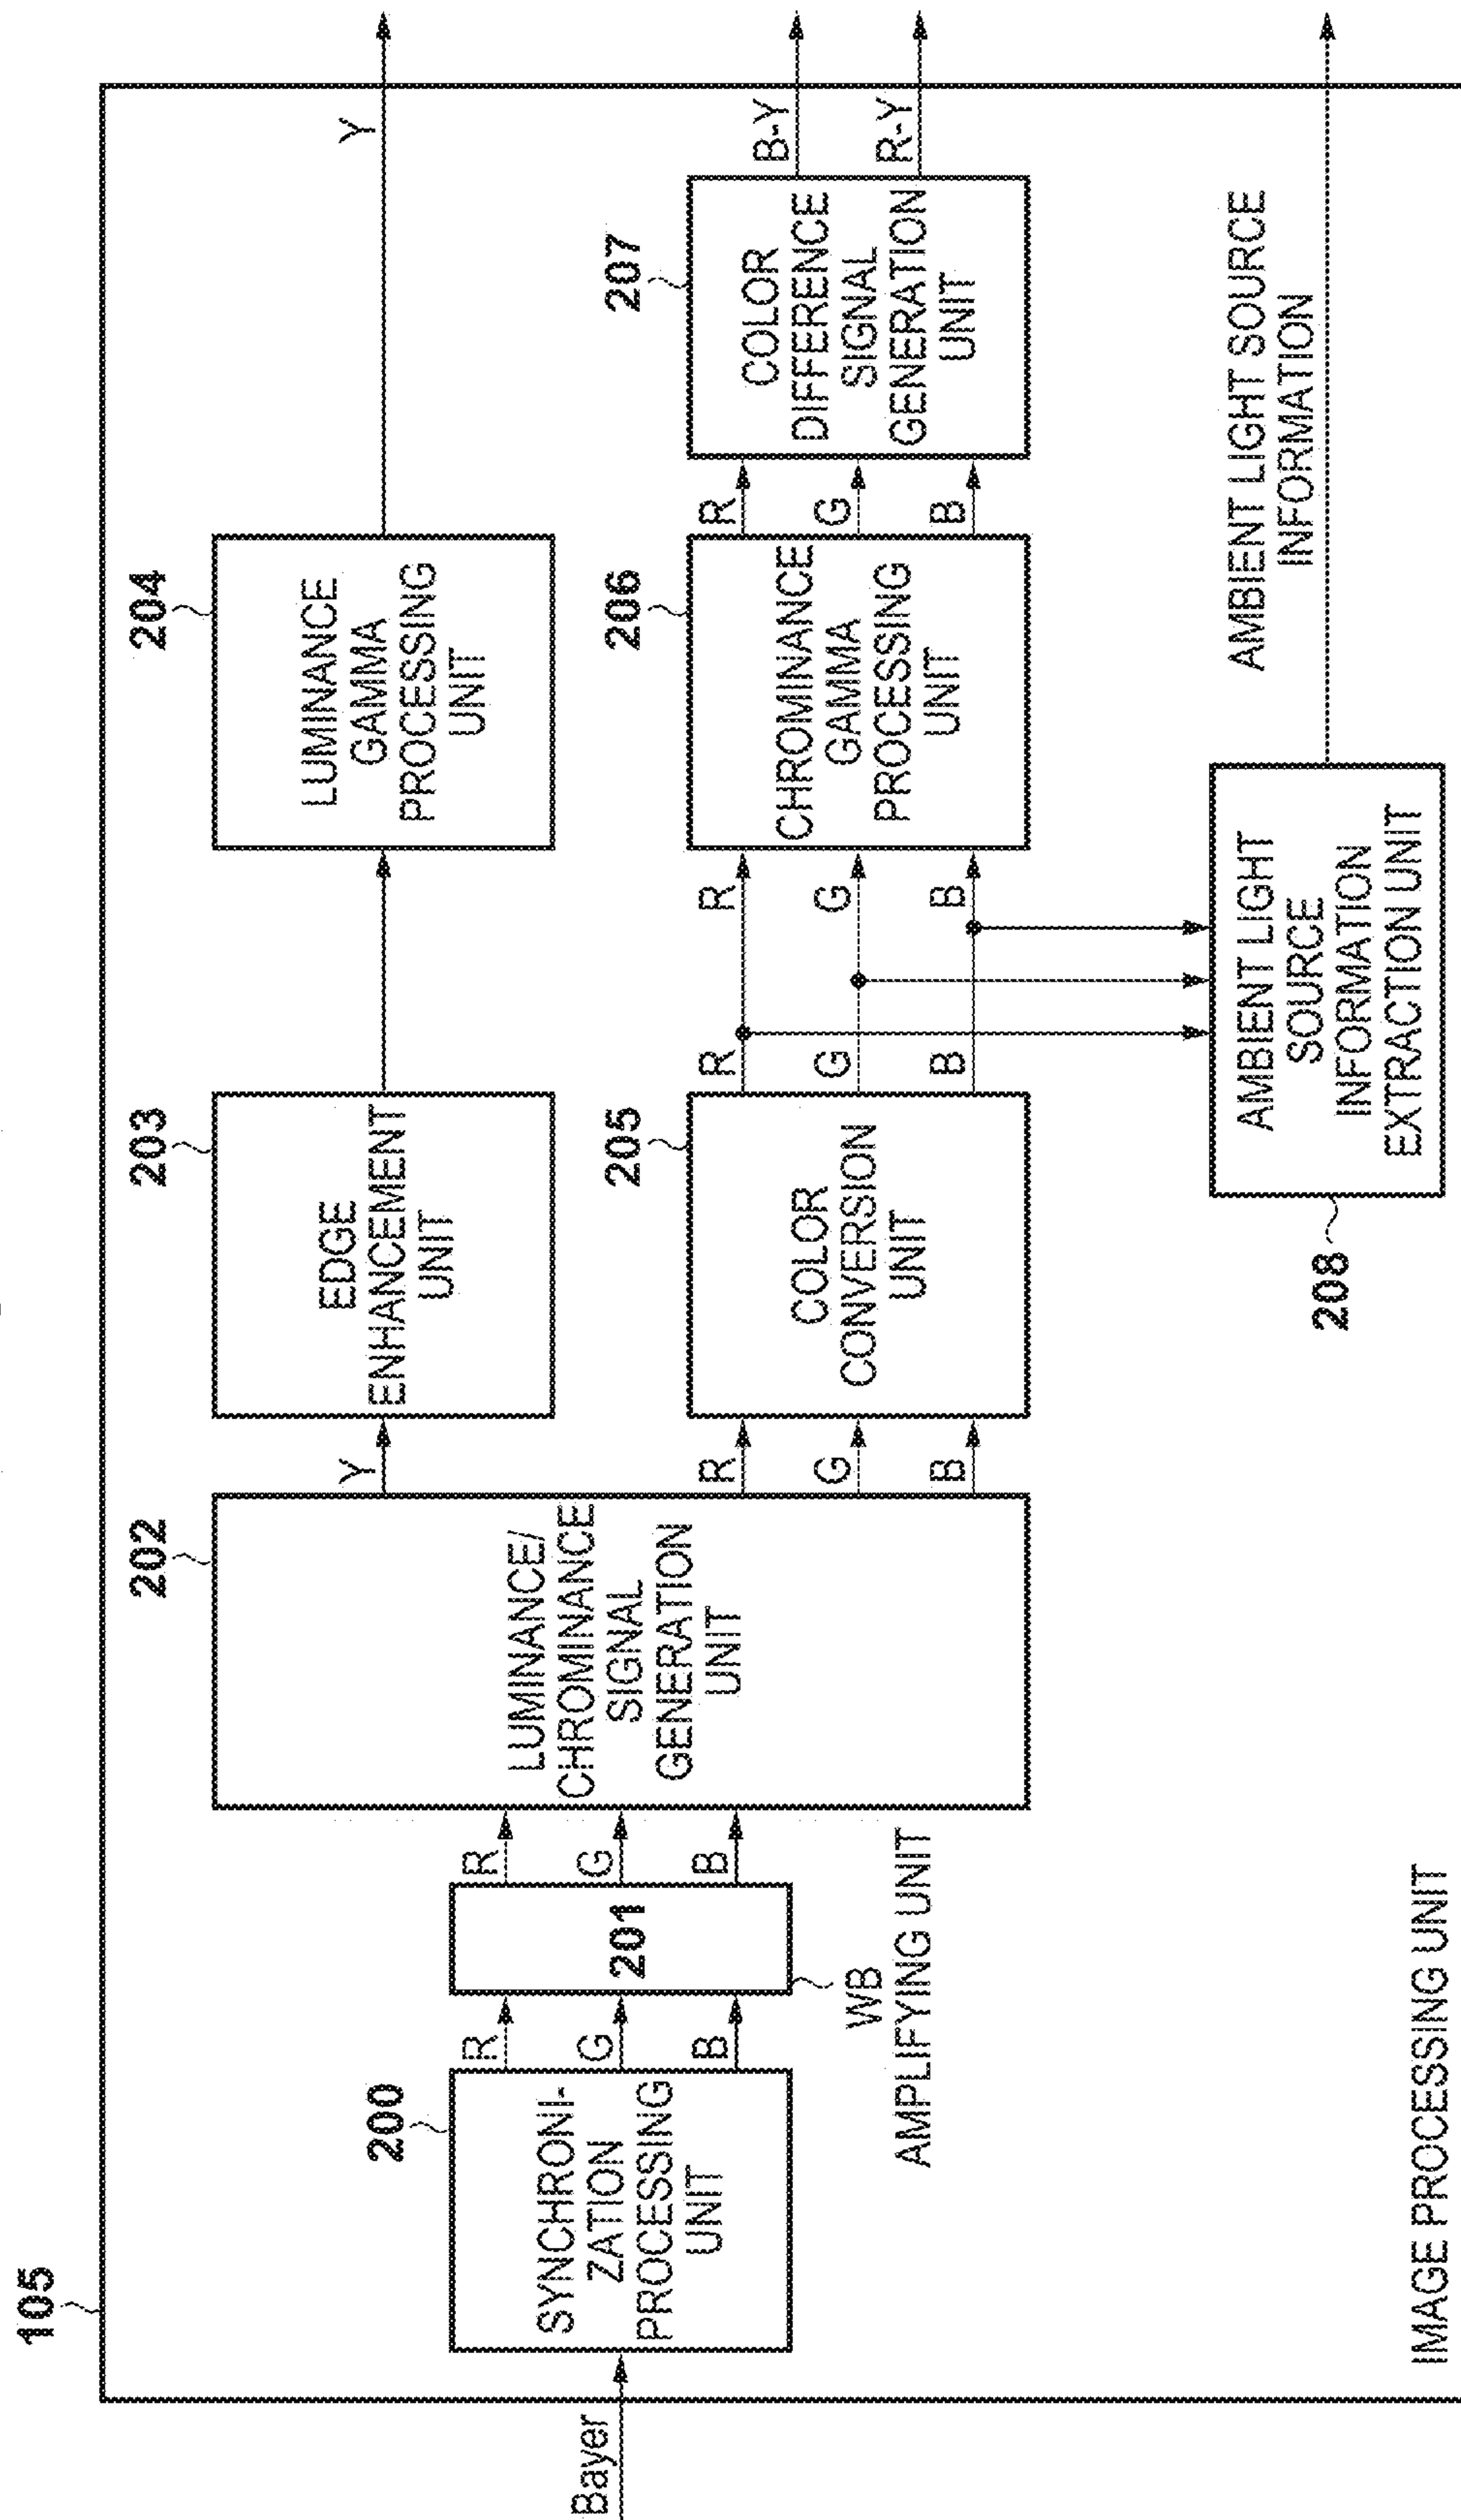 105
Bayer
200
SYNCHRONI-
ZATION
PROCESSING
UNIT
R
G
B
201
WB
AMPLIFYING UNIT
R
G
B
202
LUMINANCE/
CHROMINANCE
SIGNAL
GENERATION
UNIT
Y
R
G
B
203
EDGE
ENHANCEMENT
UNIT
204
LUMINANCE
GAMMA
PROCESSING
UNIT
Y
205
COLOR
CONVERSION
UNIT
R
G
B
R
G
B
206
CHROMINANCE
GAMMA
PROCESSING
UNIT
R
G
B
207
COLOR
DIFFERENCE
SIGNAL
GENERATION
UNIT
B-Y
R-Y
208
AMBIENT LIGHT
SOURCE
INFORMATION
EXTRACTION UNIT
AMBIENT LIGHT SOURCE
INFORMATION
IMAGE PROCESSING UNIT